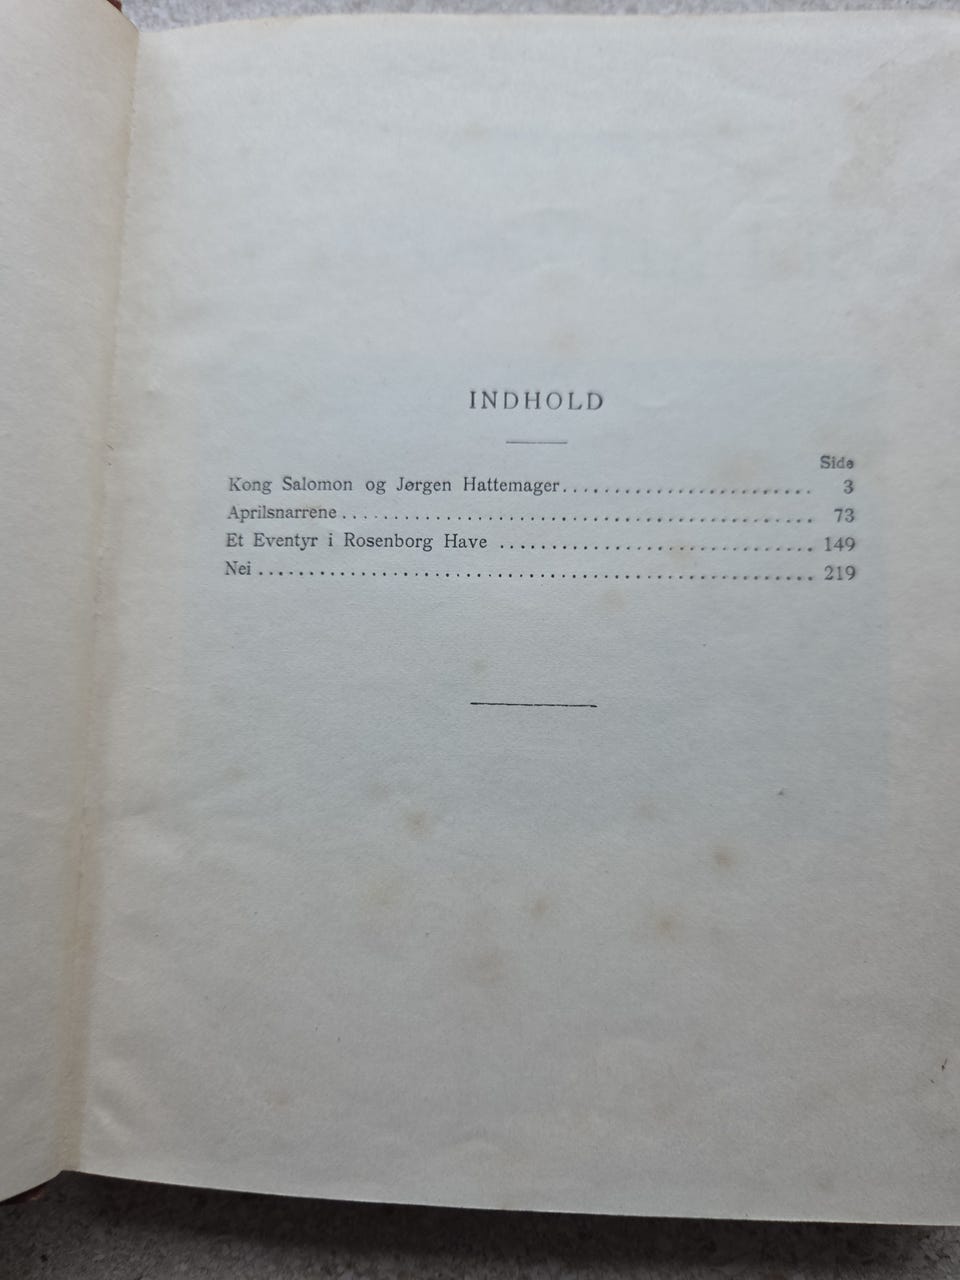 INDHOLD
Side
Kong Salomon og Jørgen Hattemager......................... 3
Aprilsnarrene.................................................. 73
Et Eventyr i Rosenborg Have ................................ 149
Nei.......................................................... 219